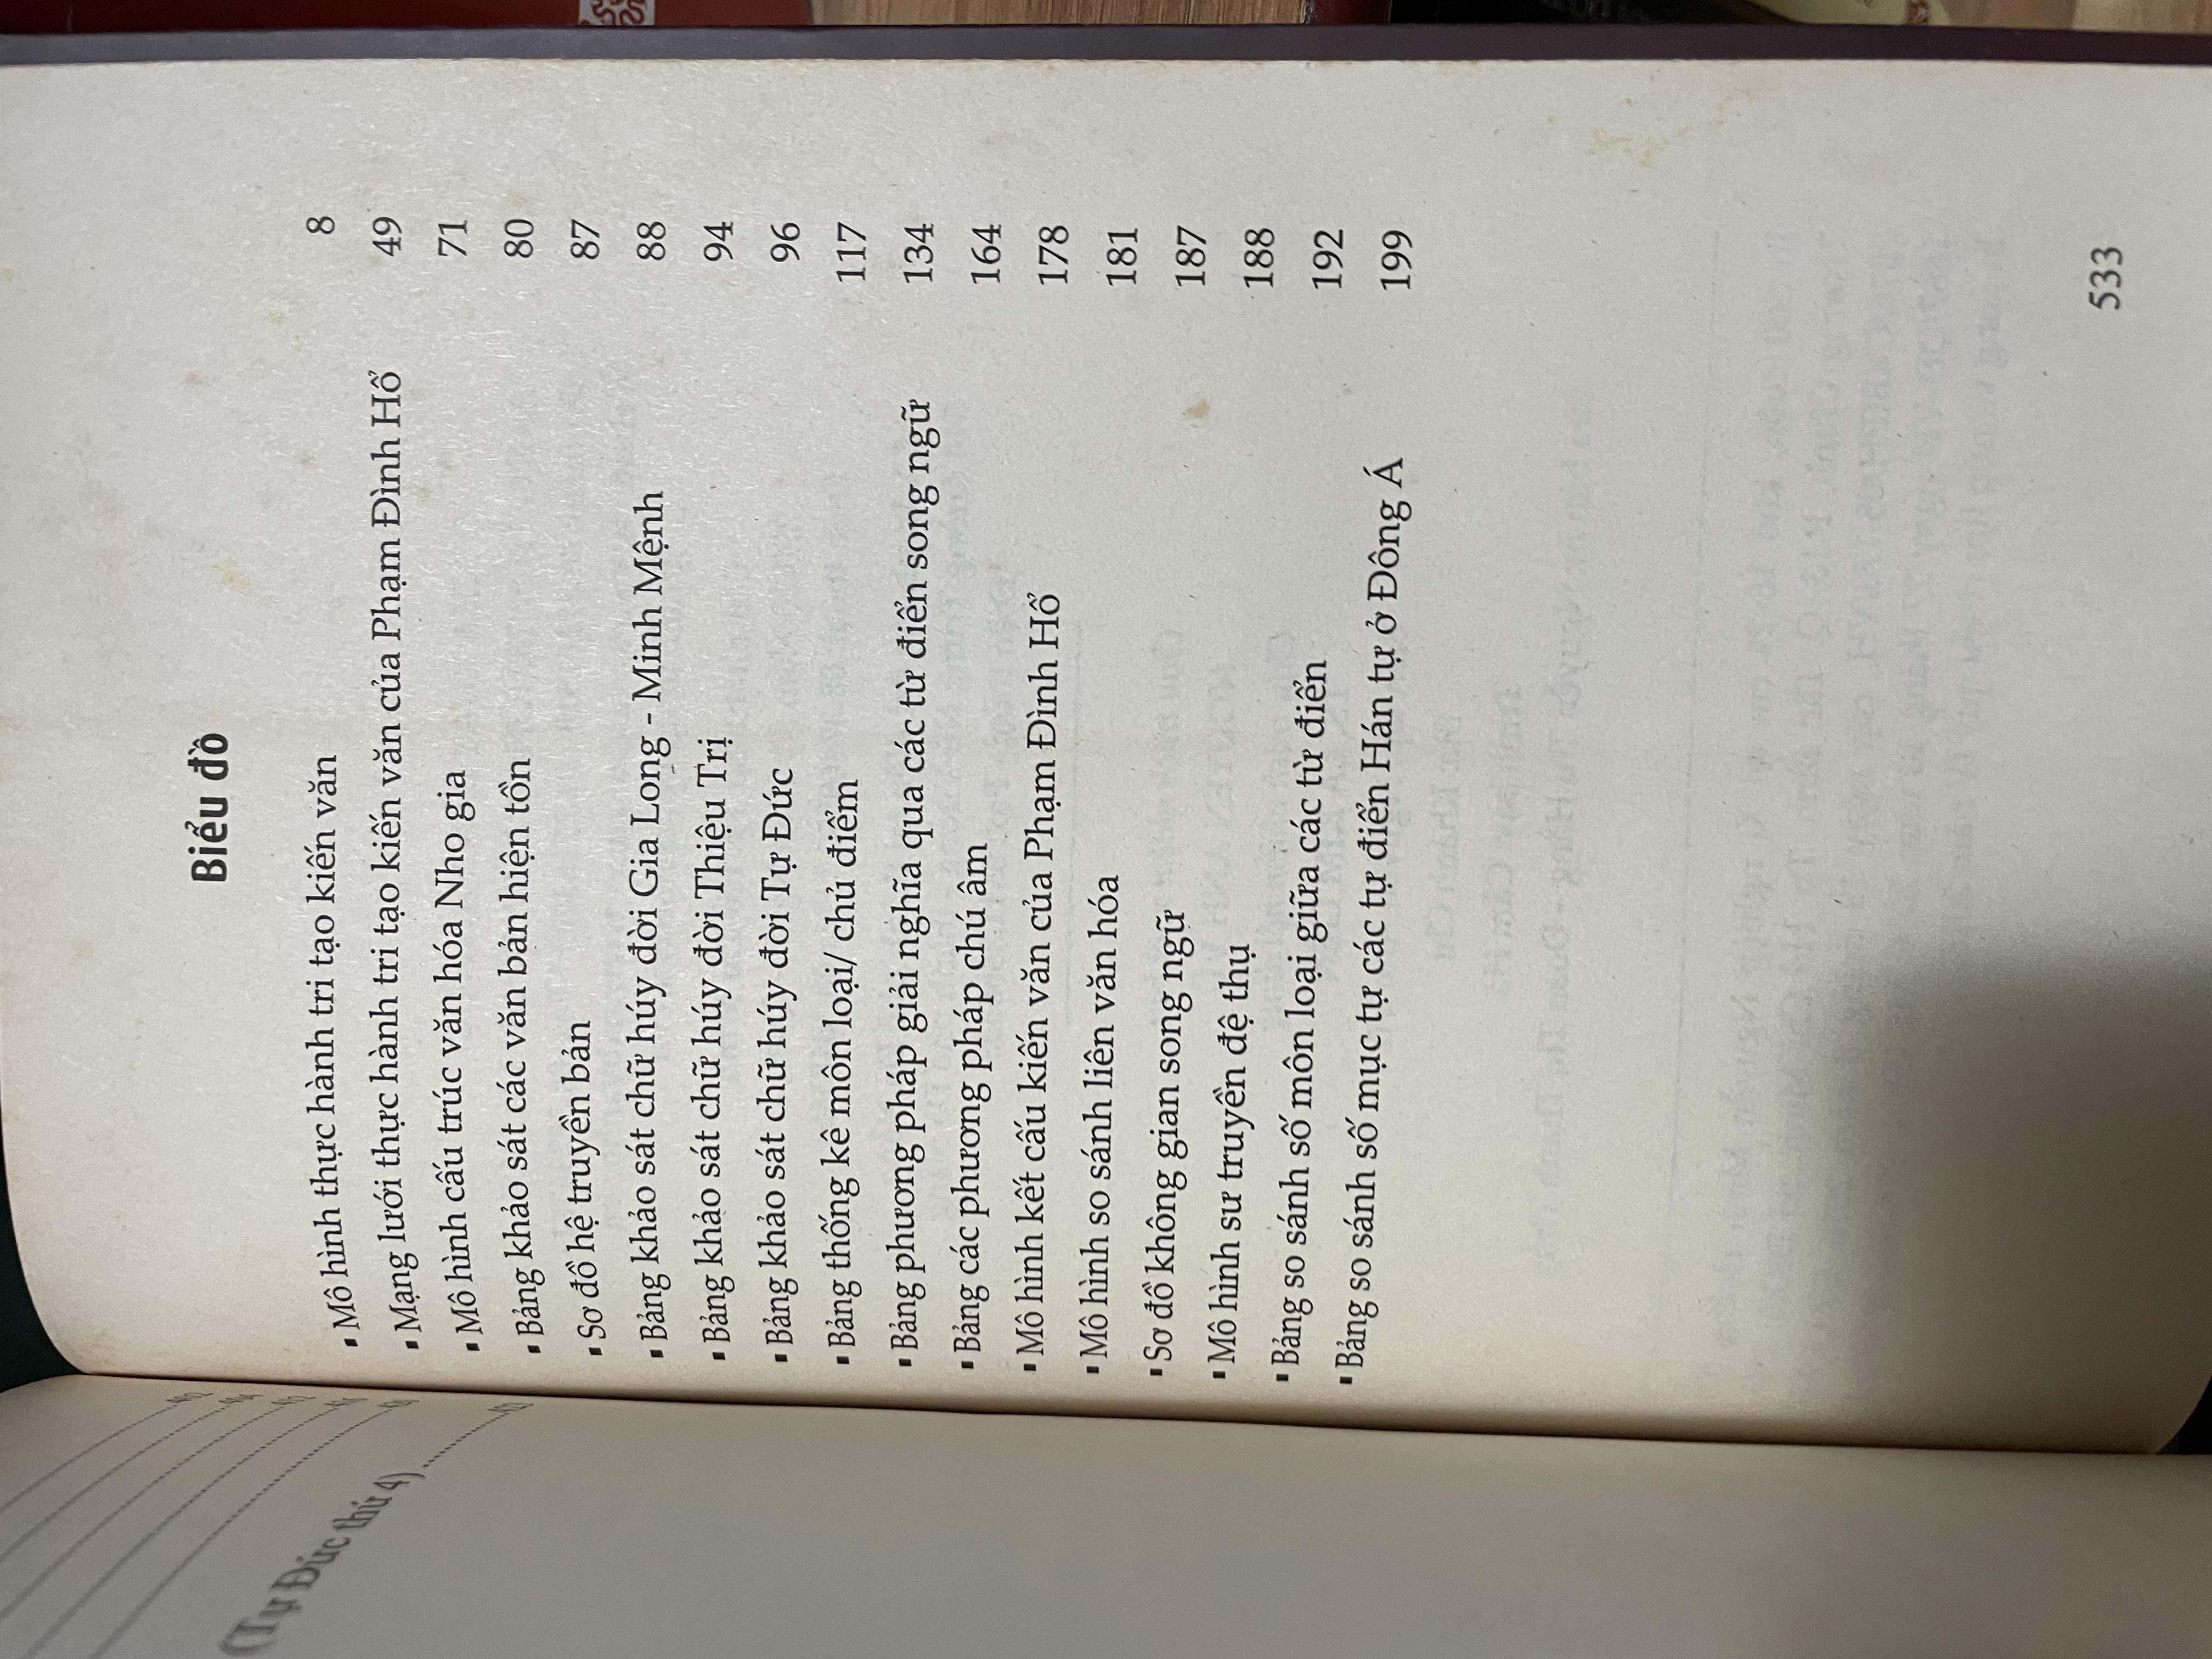 Biểu đồ
▪ Mô hình thực hành tri tạo kiến văn 8
▪ Mạng lưới thực hành tri tạo kiến văn của Phạm Đình Hổ 49
▪ Mô hình cấu trúc văn hóa Nho gia 71
▪ Bảng khảo sát các văn bản hiện tồn 80
▪ Sơ đồ hệ truyền bản 87
▪ Bảng khảo sát chữ húy đời Gia Long - Minh Mệnh 88
▪ Bảng khảo sát chữ húy đời Thiệu Trị 94
▪ Bảng khảo sát chữ húy đời Tự Đức 96
▪ Bảng thống kê môn loại/ chủ điểm 117
▪ Bảng phương pháp giải nghĩa qua các từ điển song ngữ 134
▪ Bảng các phương pháp chú âm 164
▪ Mô hình kết cấu kiến văn của Phạm Đình Hổ 178
▪ Mô hình so sánh liên văn hóa 181
▪ Sơ đồ không gian song ngữ 187
▪ Mô hình sư truyền đệ thụ 188
▪ Bảng so sánh số môn loại giữa các từ điển 192
▪ Bảng so sánh số mục tự các tự điển Hán tự ở Đông Á 199
533
(Tự Đức thứ 4)